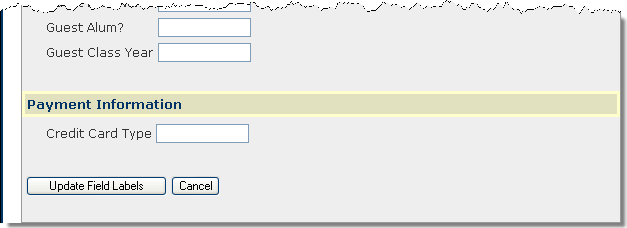 Guest Alum?
Guest Class Year
Payment Information
Credit Card Type
Update Field Labels Cancel